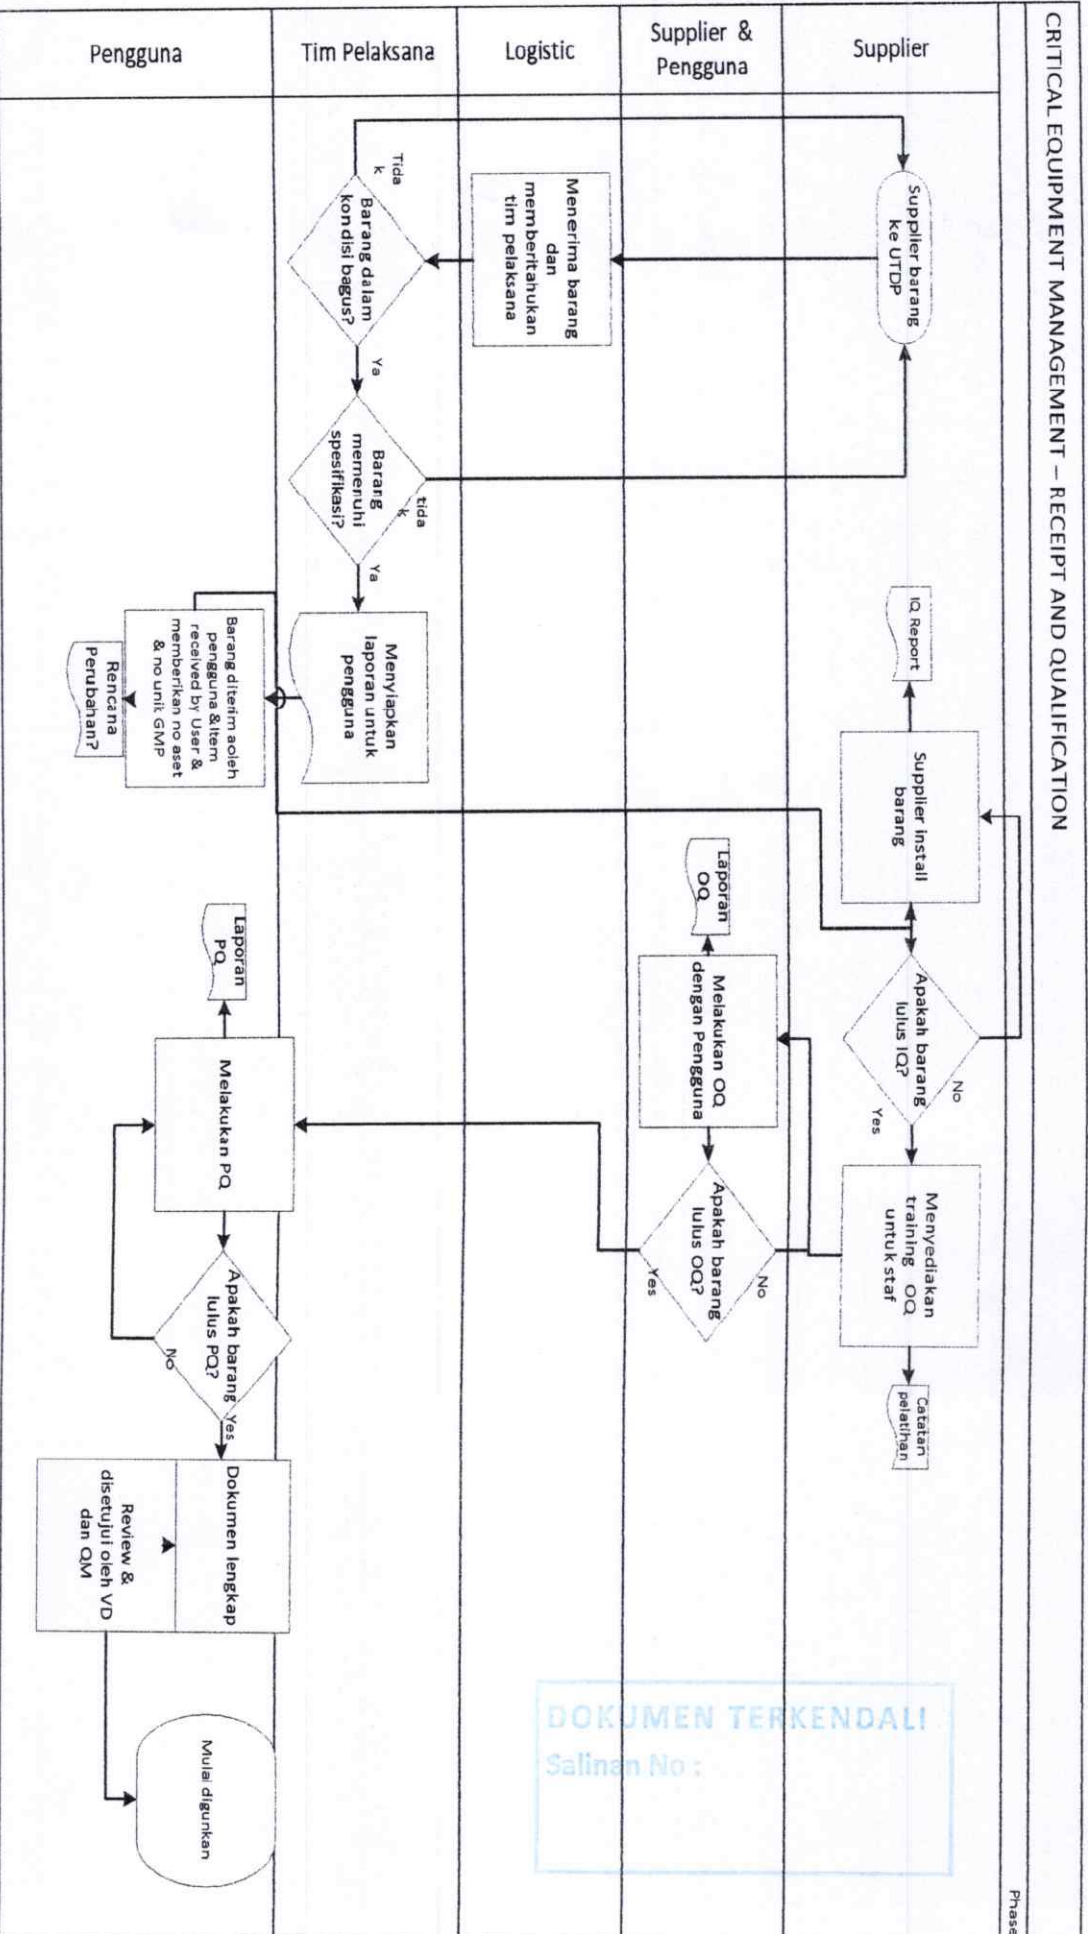 CRITICAL EQUIPMENT MANAGEMENT – RECEIPT AND QUALIFICATION
Phase
Supplier
Supplier barang
ke UTDP
IQ Report
Supplier install
barang
Apakah barang
lulus IQ?
No
Yes
Menyediakan
training OQ
untuk staf
Catatan
pelatihan
Supplier &
Pengguna
Laporan
OQ
Melakukan OQ
dengan Pengguna
Apakah barang
lulus OQ?
No
Yes
Logistic
Menerima barang
dan
memberitahukan
tim pelaksana
Tim Pelaksana
Tida
k
Barang dalam
kondisi bagus?
Ya
Barang
memenuhi
spesifikasi?
tida
k
Ya
Menyiapkan
laporan untuk
pengguna
Pengguna
Barang diterim aoleh
pengguna & Item
received by User &
memberikan no aset
& no unik GMP
Rencana
Perubahan?
Laporan
PQ
Melakukan PQ
Apakah barang
lulus PQ?
No
Yes
Dokumen lengkap
Review &
disetujui oleh VD
dan QM
Mulai digunkan
DOKUMEN TERKENDALI
Salinan No :